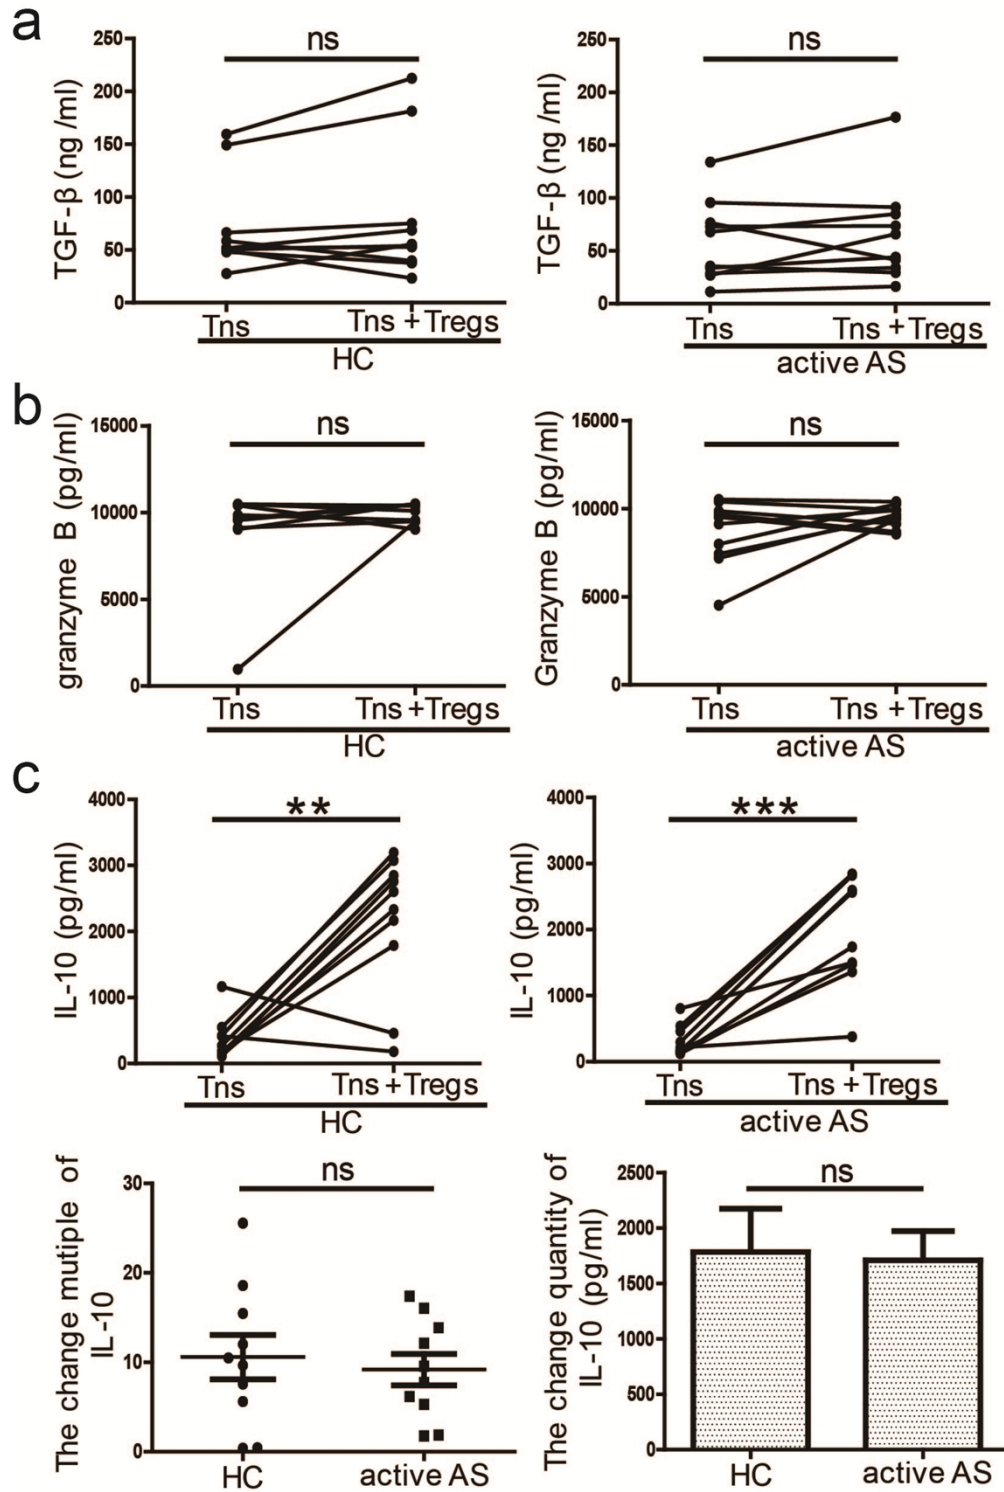 a
TGF-β (ng /ml)
250
200
150
100
50
0
ns
Tns
Tns +Tregs
HC
TGF-β (ng /ml)
250
200
150
100
50
0
ns
Tns
Tns +Tregs
active AS
b
granzyme B (pg/ml)
15000
10000
5000
0
ns
Tns
Tns +Tregs
HC
Granzyme B (pg/ml)
15000
10000
5000
0
ns
Tns
Tns +Tregs
active AS
c
IL-10 (pg/ml)
4000
3000
2000
1000
0
**
Tns
Tns +Tregs
HC
IL-10 (pg/ml)
4000
3000
2000
1000
0
***
Tns
Tns +Tregs
active AS
The change mutiple of
IL-10
30
20
10
0
ns
HC
active AS
The change quantity of
IL-10 (pg/ml)
2500
2000
1500
1000
500
0
ns
HC
active AS